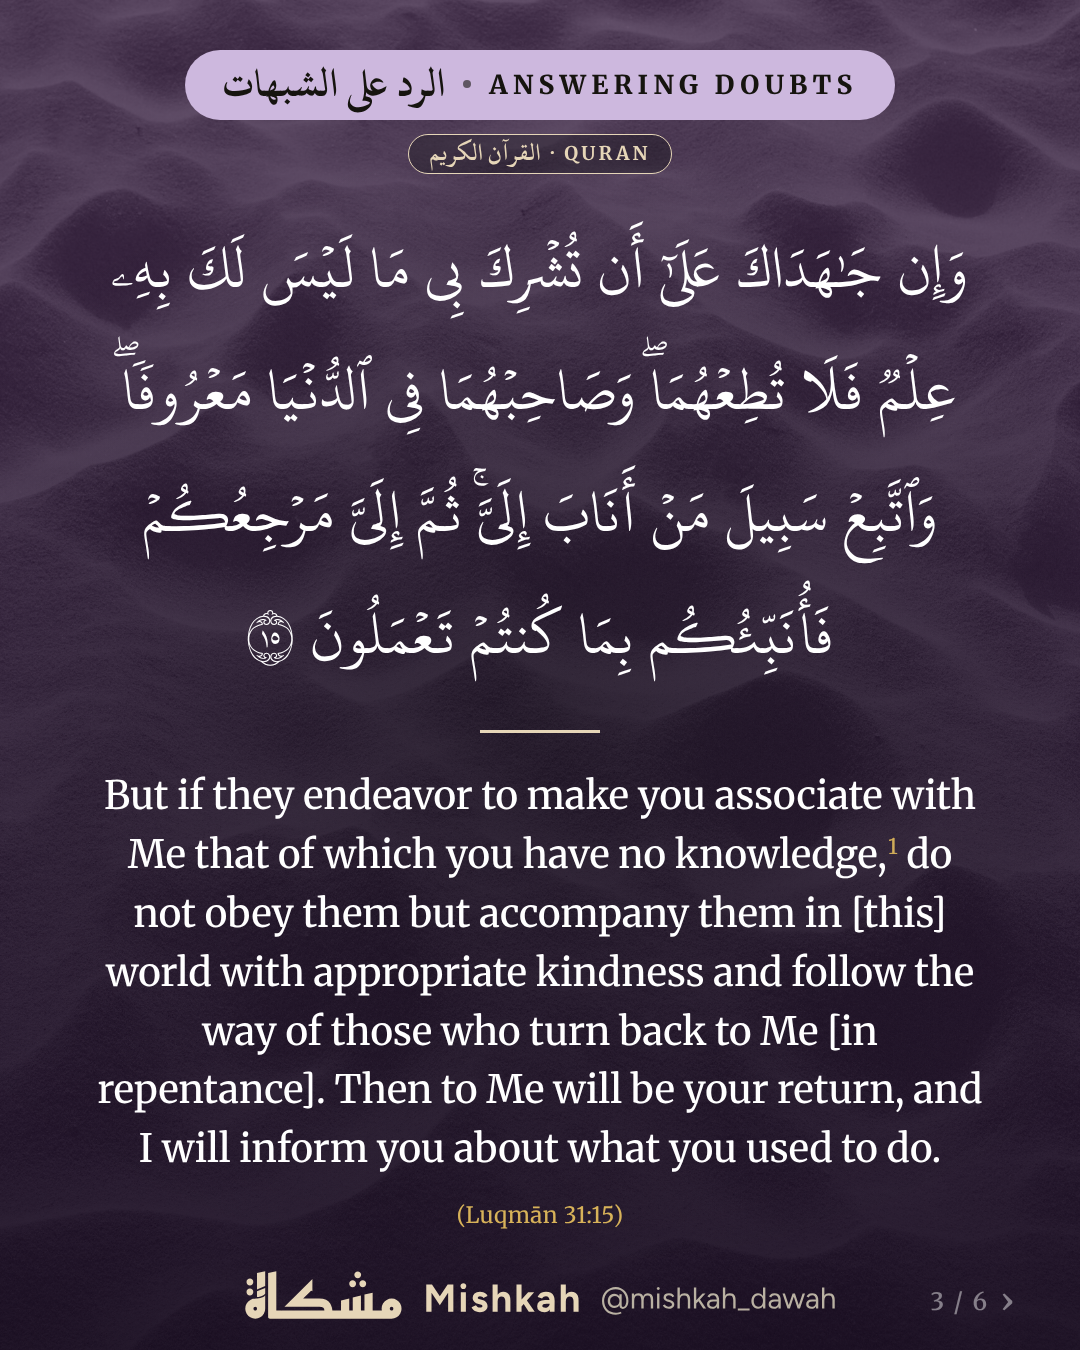 الرد على الشبهات • ANSWERING DOUBTS
القرآن الكريم · QURAN
وَإِن جَـٰهَدَاكَ عَلَىٰٓ أَن تُشْرِكَ بِى مَا لَيْسَ لَكَ بِهِۦ
عِلْمٌ فَلَا تُطِعْهُمَا ۖ وَصَاحِبْهُمَا فِى ٱلدُّنْيَا مَعْرُوفًا ۖ
وَٱتَّبِعْ سَبِيلَ مَنْ أَنَابَ إِلَىَّ ۚ ثُمَّ إِلَىَّ مَرْجِعُكُمْ
فَأُنَبِّئُكُم بِمَا كُنتُمْ تَعْمَلُونَ ١٥
But if they endeavor to make you associate with
Me that of which you have no knowledge,¹ do
not obey them but accompany them in [this]
world with appropriate kindness and follow the
way of those who turn back to Me [in
repentance]. Then to Me will be your return, and
I will inform you about what you used to do.
(Luqmān 31:15)
مشكاة Mishkah @mishkah_dawah 3 / 6 ›